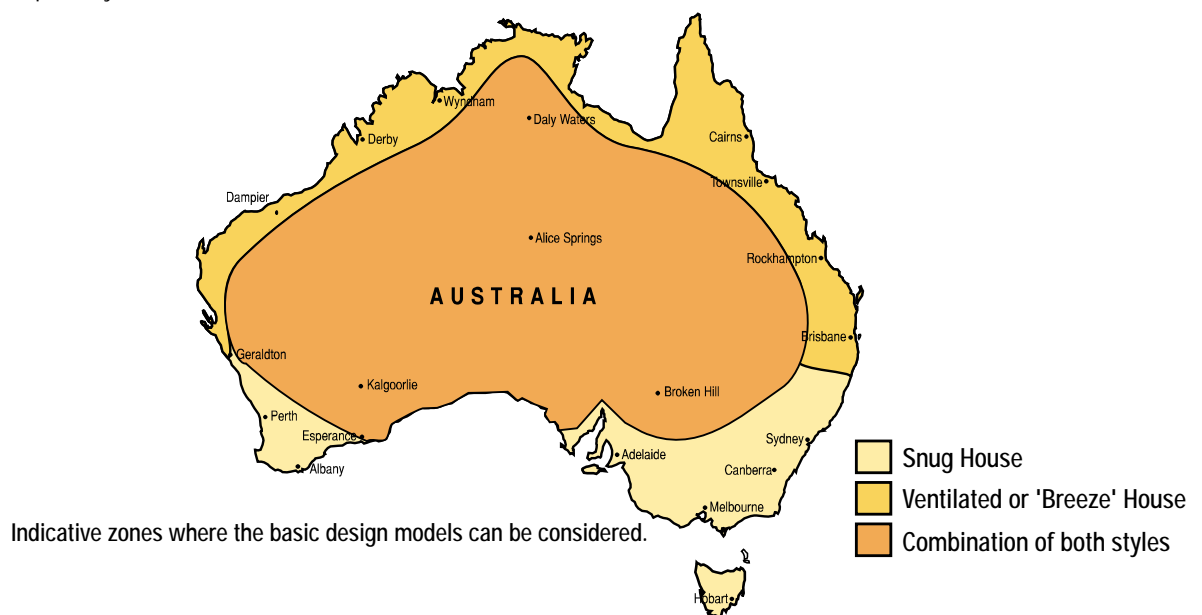 Wyndham
Daly Waters
Derby
Cairns
Townsville
Dampier
Alice Springs
Rockhampton
AUSTRALIA
Brisbane
Geraldton
Kalgoorlie
Broken Hill
Perth
Esperance
Sydney
Adelaide
Snug House
Albany
Canberra
Ventilated or 'Breeze' House
Melbourne
Indicative zones where the basic design models can be considered.
Combination of both styles
Hobart